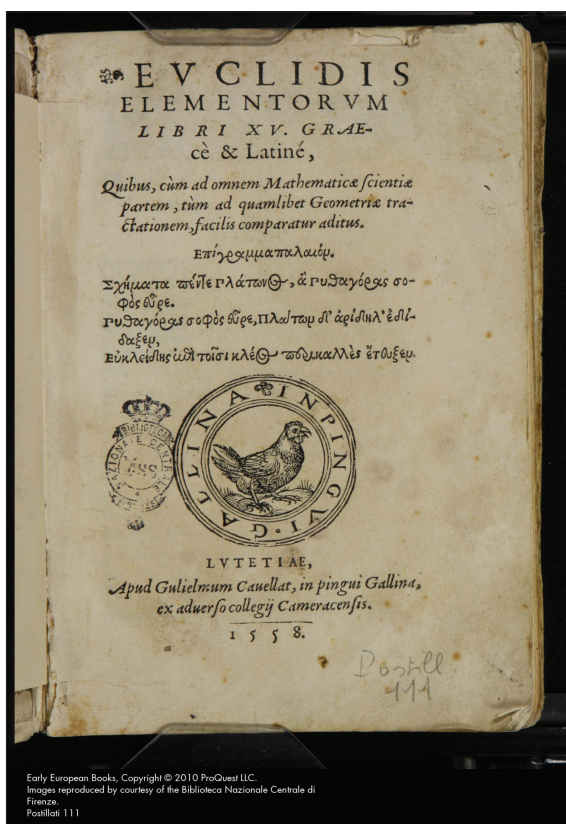 EVCLIDIS
ELEMENTORVM
LIBRI XV. GRAE-
cè & Latiné,
Quibus, cùm ad omnem Mathematicæ scientiæ
partem, tùm ad quamlibet Geometriæ tra-
ctationem, facilis comparatur aditus.
Ἐπίγραμμα παλαιόν.
Σχήματα πέντε Πλάτωνος, ἃ Πυθαγόρας σο-
φὸς εὗρε.
Πυθαγόρας σοφὸς εὗρε, Πλάτων δ' ἀρίδηλ' ἐδί-
δαξεν,
Εὐκλείδης ἐπὶ τοῖσι κλέος περικαλλὲς ἔτευξεν.
IN PINGVI · GALLINA
BIBLIOTECA
NAZIONALE CENTRALE
LVTETIAE,
Apud Gulielmum Cauellat, in pingui Gallina,
ex aduerso collegij Cameracensis.
1558.
Postill
111
Early European Books, Copyright © 2010 ProQuest LLC.
Images reproduced by courtesy of the Biblioteca Nazionale Centrale di
Firenze.
Postillati 111